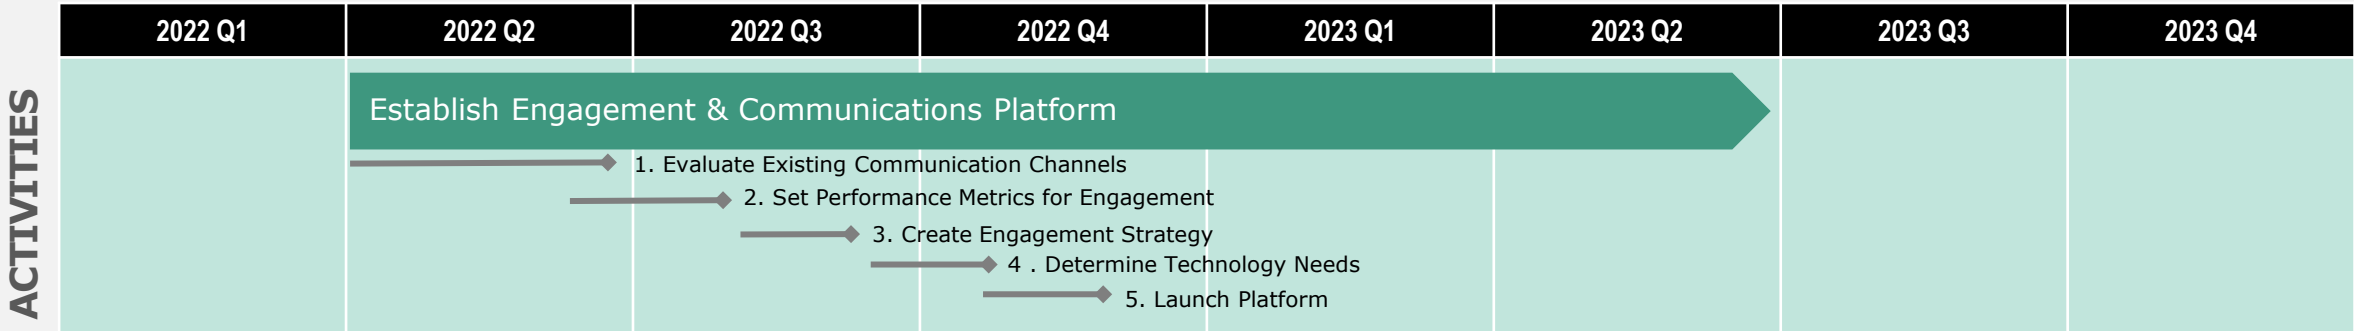 2022 Q1 2022 Q2 2022 Q3 2022 Q4 2023 Q1 2023 Q2 2023 Q3 2023 Q4
ACTIVITIES
Establish Engagement & Communications Platform
1. Evaluate Existing Communication Channels
2. Set Performance Metrics for Engagement
3. Create Engagement Strategy
4 . Determine Technology Needs
5. Launch Platform